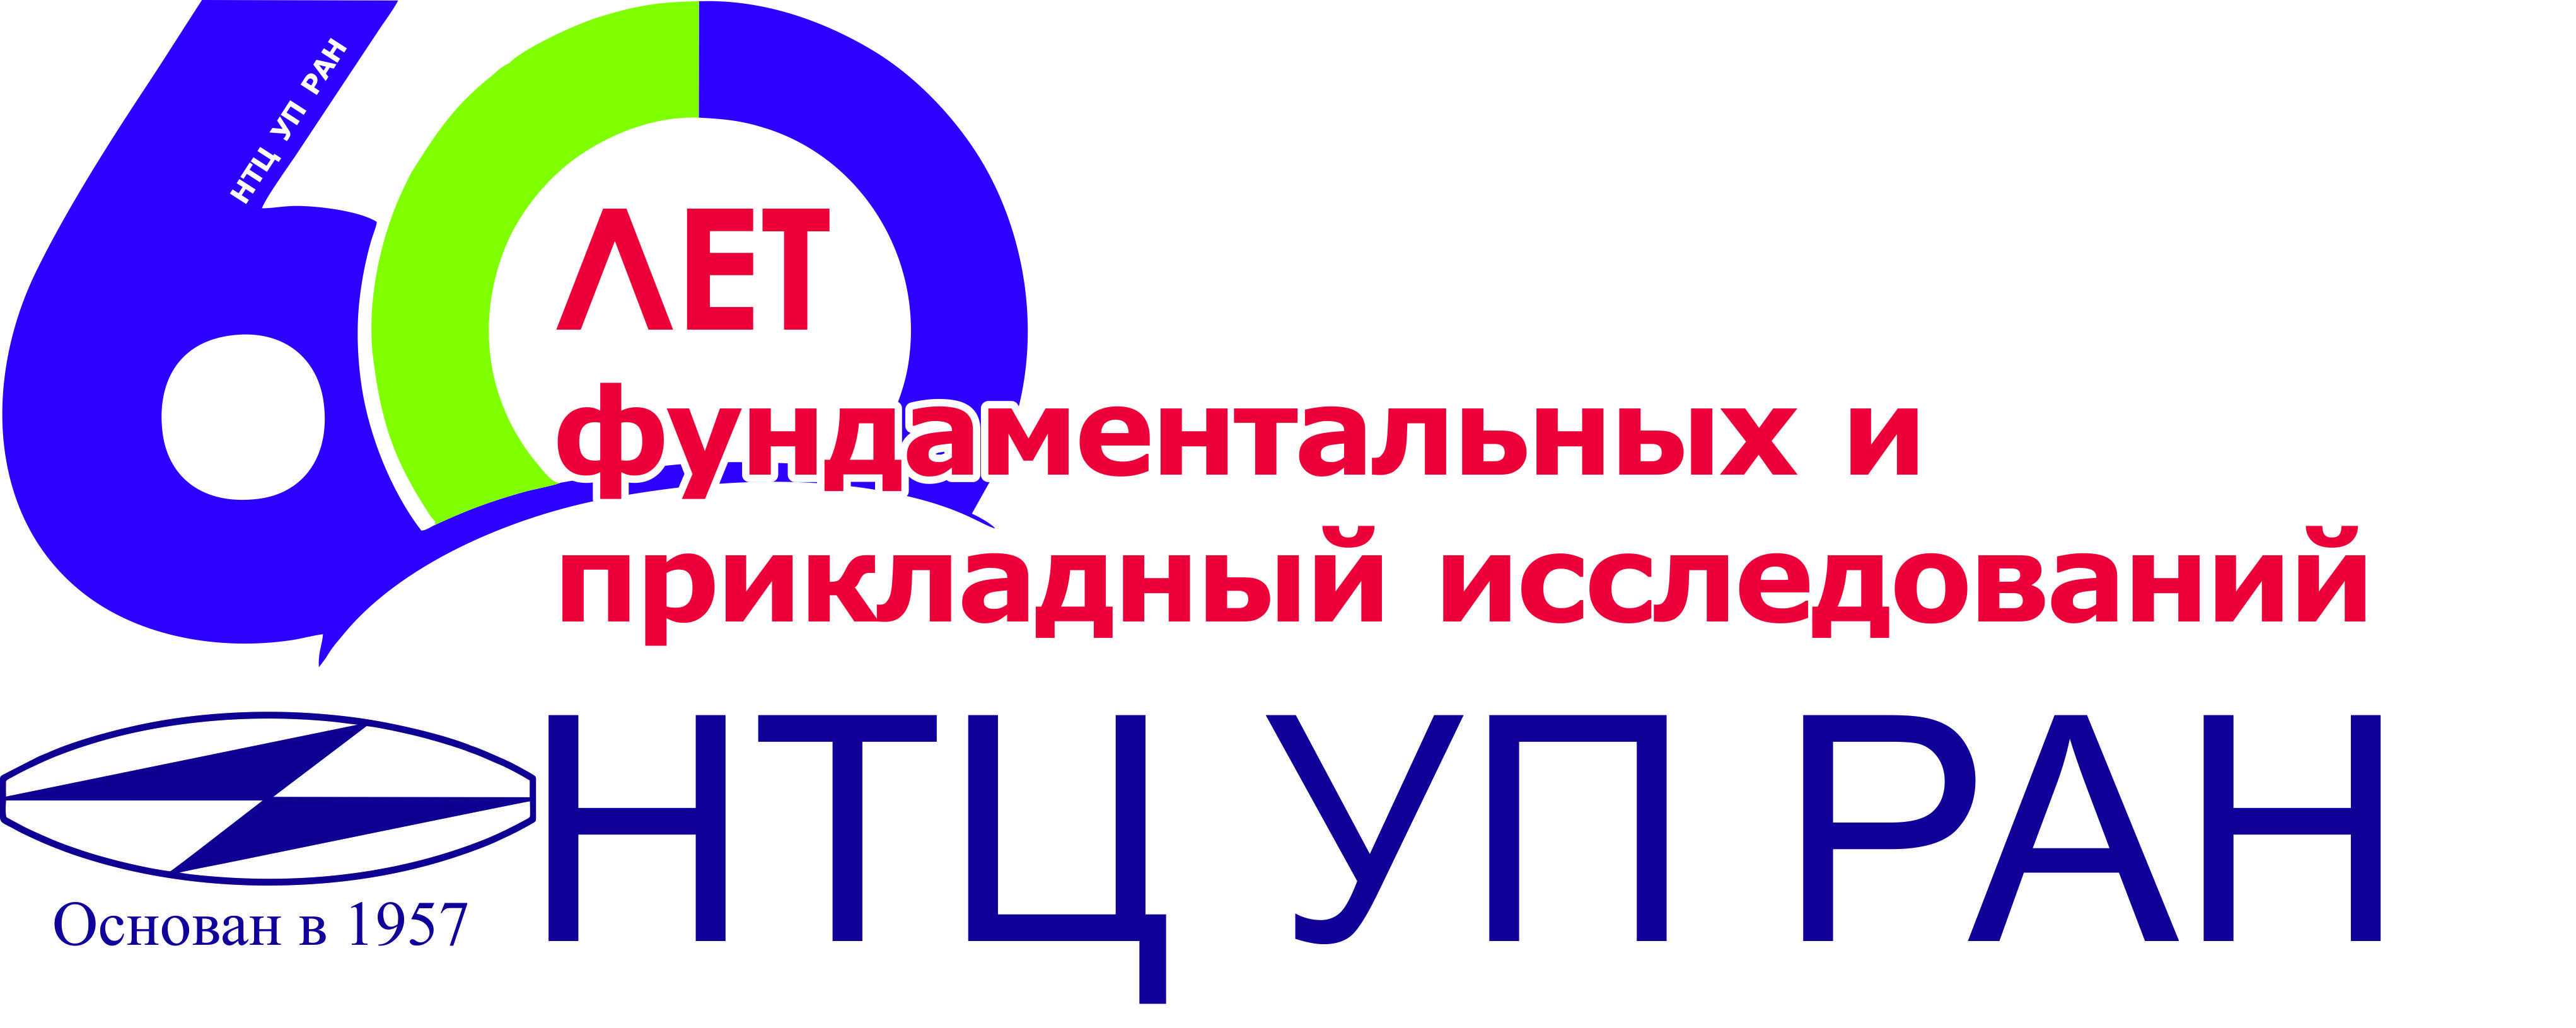 60
НТЦ УП РАН
ЛЕТ
фундаментальных и
прикладный исследований
НТЦ УП РАН
Основан в 1957